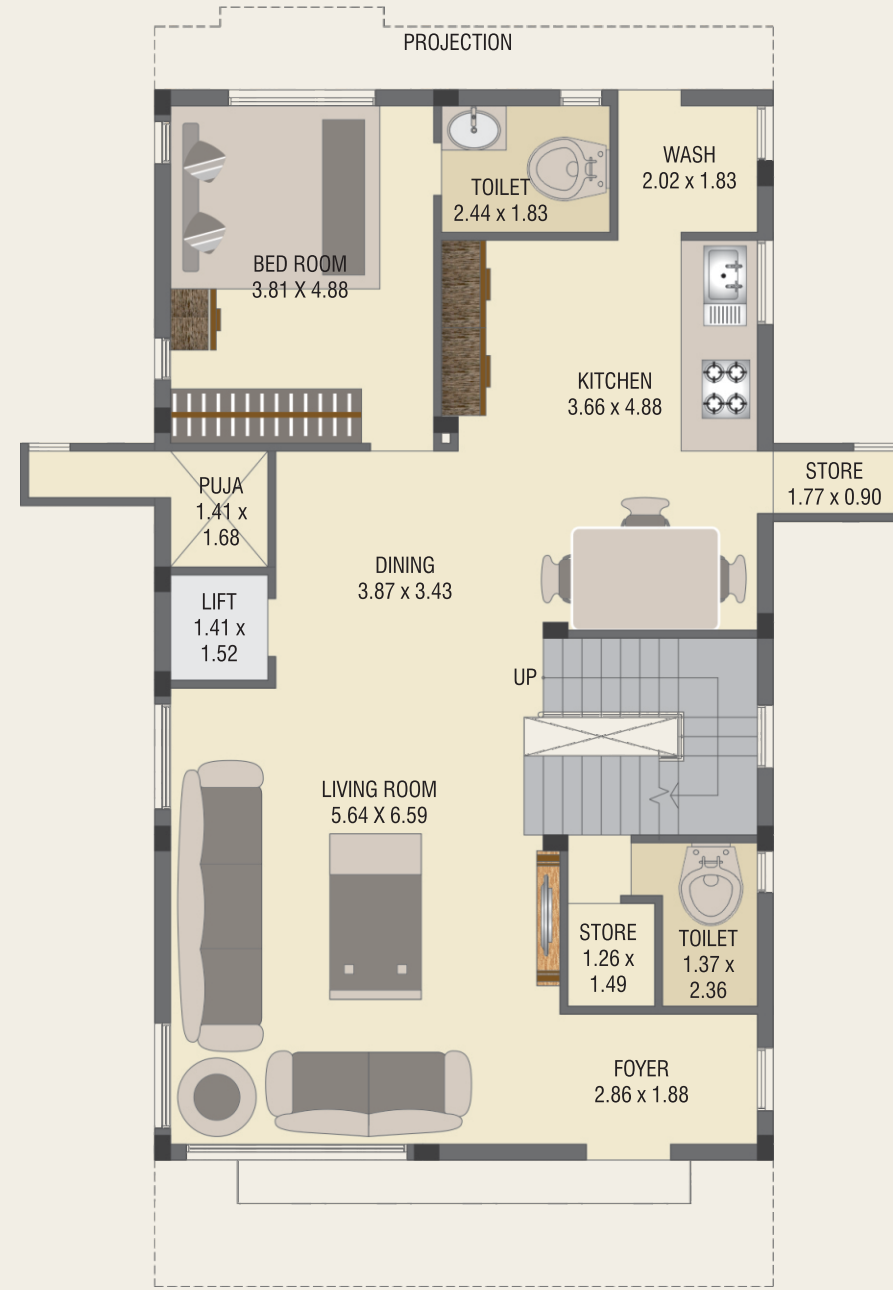 PROJECTION
WASH
2.02 x 1.83
TOILET
2.44 x 1.83
BED ROOM
3.81 X 4.88
KITCHEN
3.66 x 4.88
PUJA
1.41 x
1.68
STORE
1.77 x 0.90
DINING
3.87 x 3.43
LIFT
1.41 x
1.52
UP
LIVING ROOM
5.64 X 6.59
STORE
1.26 x
1.49
TOILET
1.37 x
2.36
FOYER
2.86 x 1.88